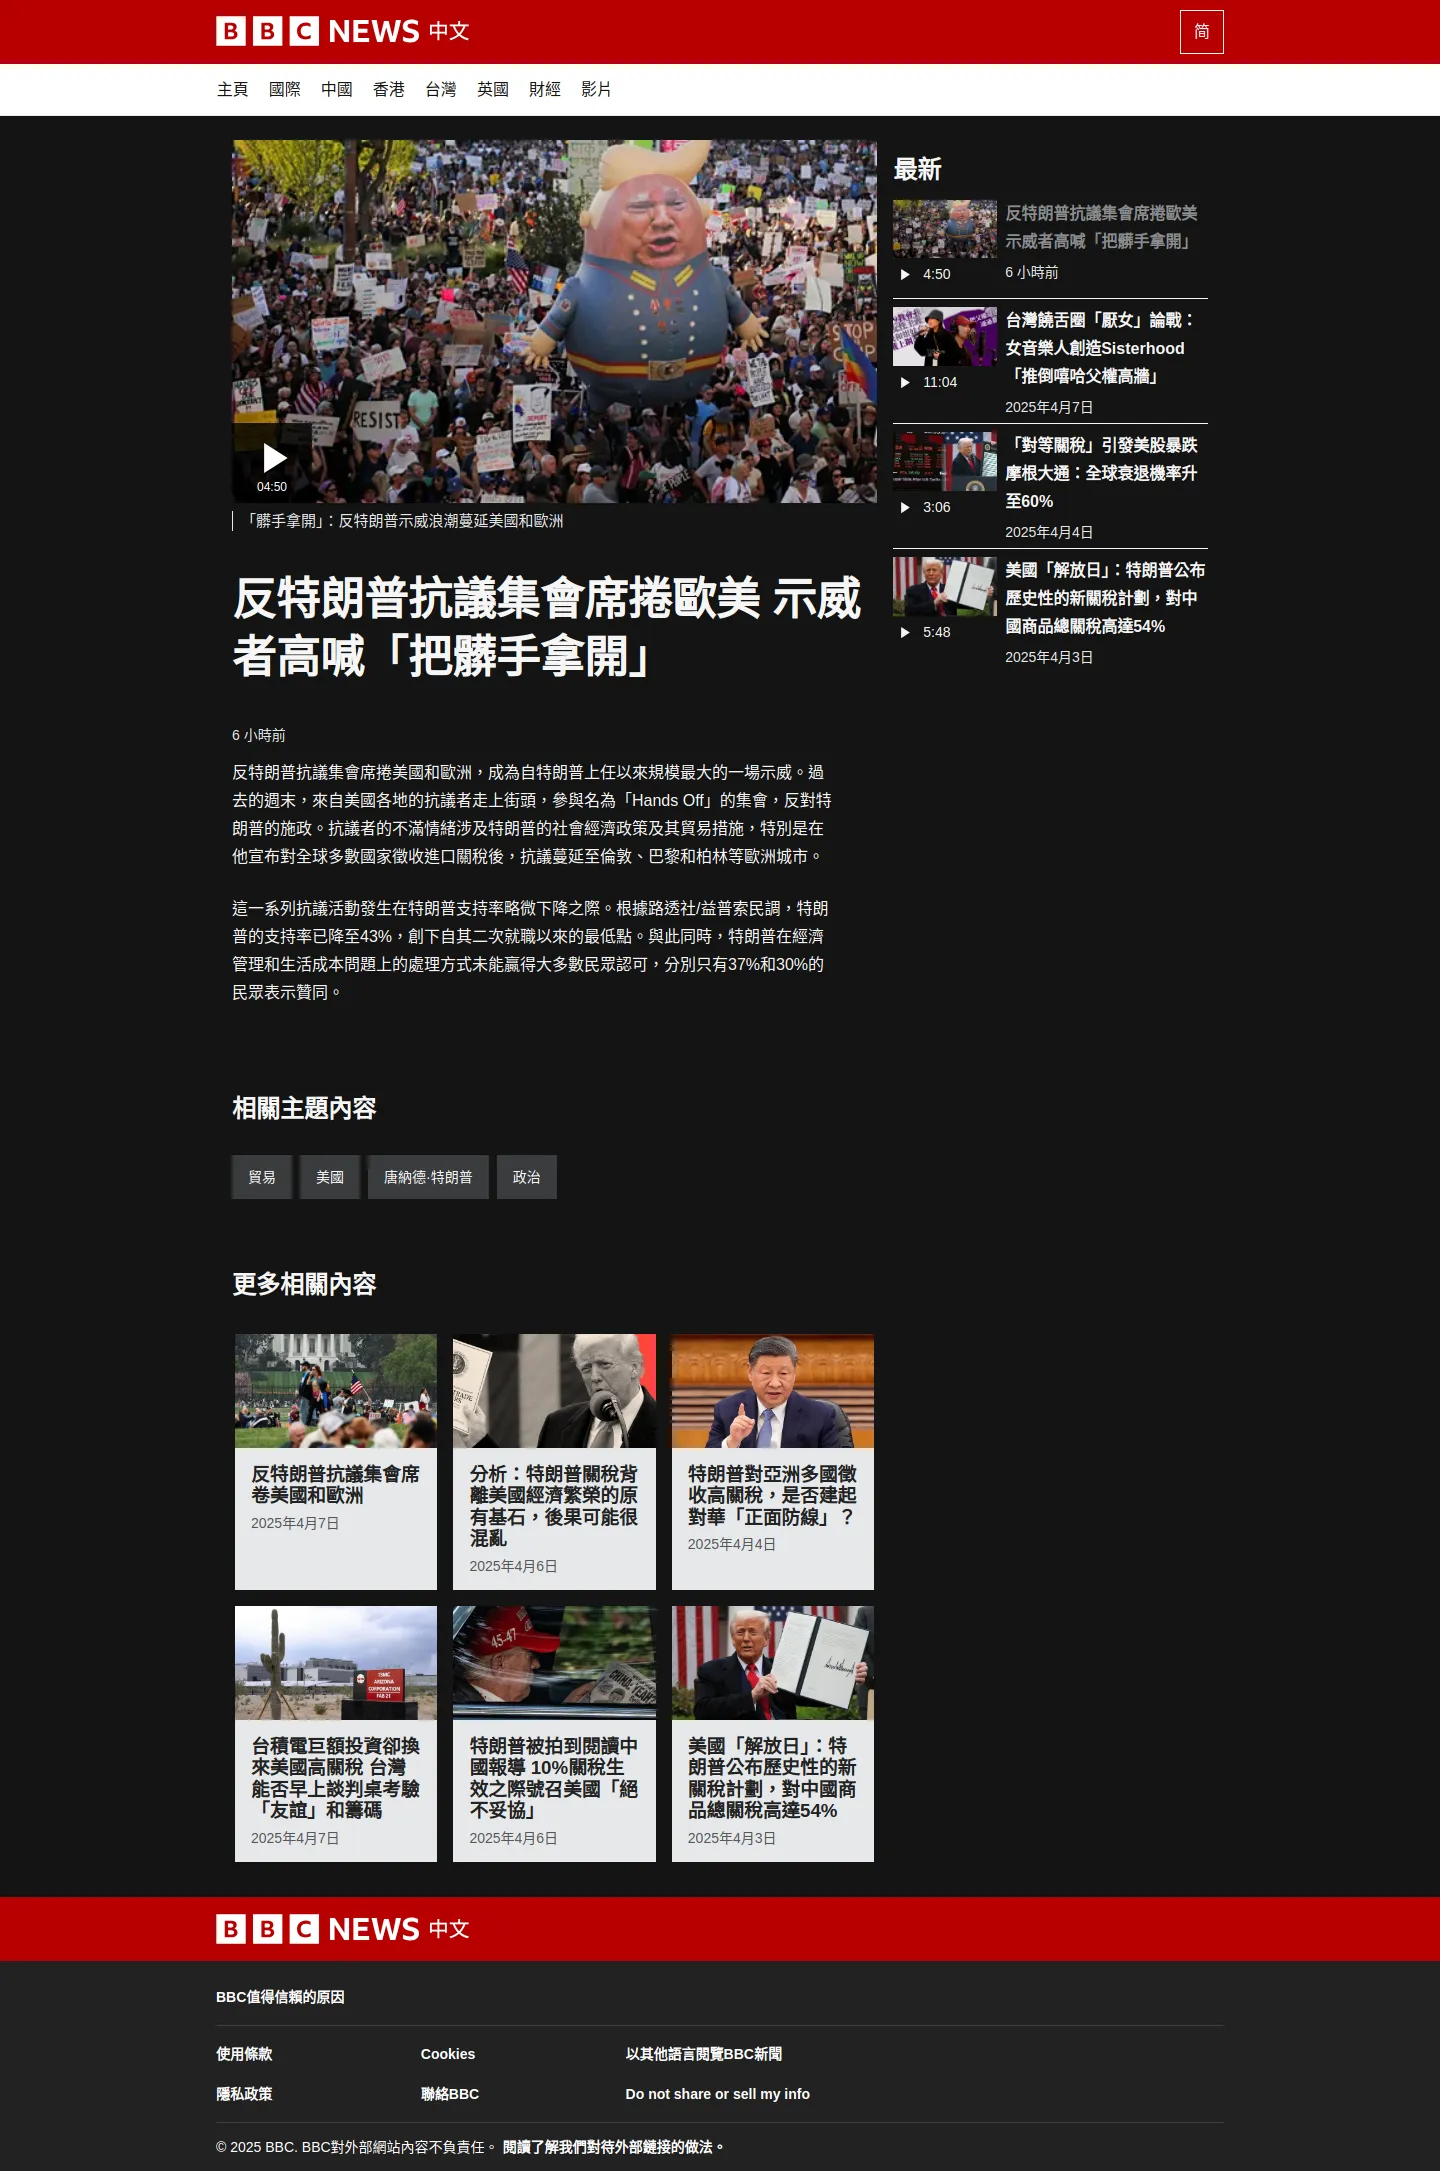 BBC NEWS 中文
简
主頁 國際 中國 香港 台灣 英國 財經 影片
RESIST
STOP
04:50
「髒手拿開」：反特朗普示威浪潮蔓延美國和歐洲
反特朗普抗議集會席捲歐美 示威
者高喊「把髒手拿開」
6 小時前
反特朗普抗議集會席捲美國和歐洲，成為自特朗普上任以來規模最大的一場示威。過
去的週末，來自美國各地的抗議者走上街頭，參與名為「Hands Off」的集會，反對特
朗普的施政。抗議者的不滿情緒涉及特朗普的社會經濟政策及其貿易措施，特別是在
他宣布對全球多數國家徵收進口關稅後，抗議蔓延至倫敦、巴黎和柏林等歐洲城市。
這一系列抗議活動發生在特朗普支持率略微下降之際。根據路透社/益普索民調，特朗
普的支持率已降至43%，創下自其二次就職以來的最低點。與此同時，特朗普在經濟
管理和生活成本問題上的處理方式未能贏得大多數民眾認可，分別只有37%和30%的
民眾表示贊同。
最新
反特朗普抗議集會席捲歐美
示威者高喊「把髒手拿開」
4:50
6 小時前
台灣饒舌圈「厭女」論戰：
女音樂人創造Sisterhood
「推倒嘻哈父權高牆」
11:04
2025年4月7日
「對等關稅」引發美股暴跌
摩根大通：全球衰退機率升
至60%
3:06
2025年4月4日
美國「解放日」：特朗普公布
歷史性的新關稅計劃，對中
國商品總關稅高達54%
5:48
2025年4月3日
相關主題內容
貿易 美國 唐納德·特朗普 政治
更多相關內容
反特朗普抗議集會席
卷美國和歐洲
2025年4月7日
分析：特朗普關稅背
離美國經濟繁榮的原
有基石，後果可能很
混亂
2025年4月6日
特朗普對亞洲多國徵
收高關稅，是否建起
對華「正面防線」？
2025年4月4日
TSMC
ARIZONA
CORPORATION
FAB 21
台積電巨額投資卻換
來美國高關稅 台灣
能否早上談判桌考驗
「友誼」和籌碼
2025年4月7日
45-47
特朗普被拍到閱讀中
國報導 10%關稅生
效之際號召美國「絕
不妥協」
2025年4月6日
美國「解放日」：特
朗普公布歷史性的新
關稅計劃，對中國商
品總關稅高達54%
2025年4月3日
BBC NEWS 中文
BBC值得信賴的原因
使用條款 Cookies 以其他語言閱覽BBC新聞
隱私政策 聯絡BBC Do not share or sell my info
© 2025 BBC. BBC對外部網站內容不負責任。 閱讀了解我們對待外部鏈接的做法。